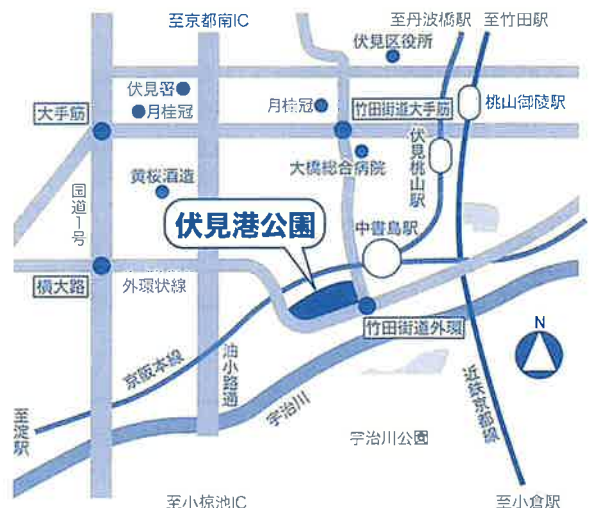 至京都南IC
至丹波橋駅
至竹田駅
伏見区役所
伏見署
月桂冠
月桂冠
竹田街道大手筋
桃山御陵駅
大手筋
大橋総合病院
伏見桃山駅
黄桜酒造
国道1号
伏見港公園
中書島駅
横大路
外環状線
竹田街道外環
N
京阪本線
油小路通
宇治川
近鉄京都線
至淀駅
宇治川公園
至小椋池IC
至小倉駅